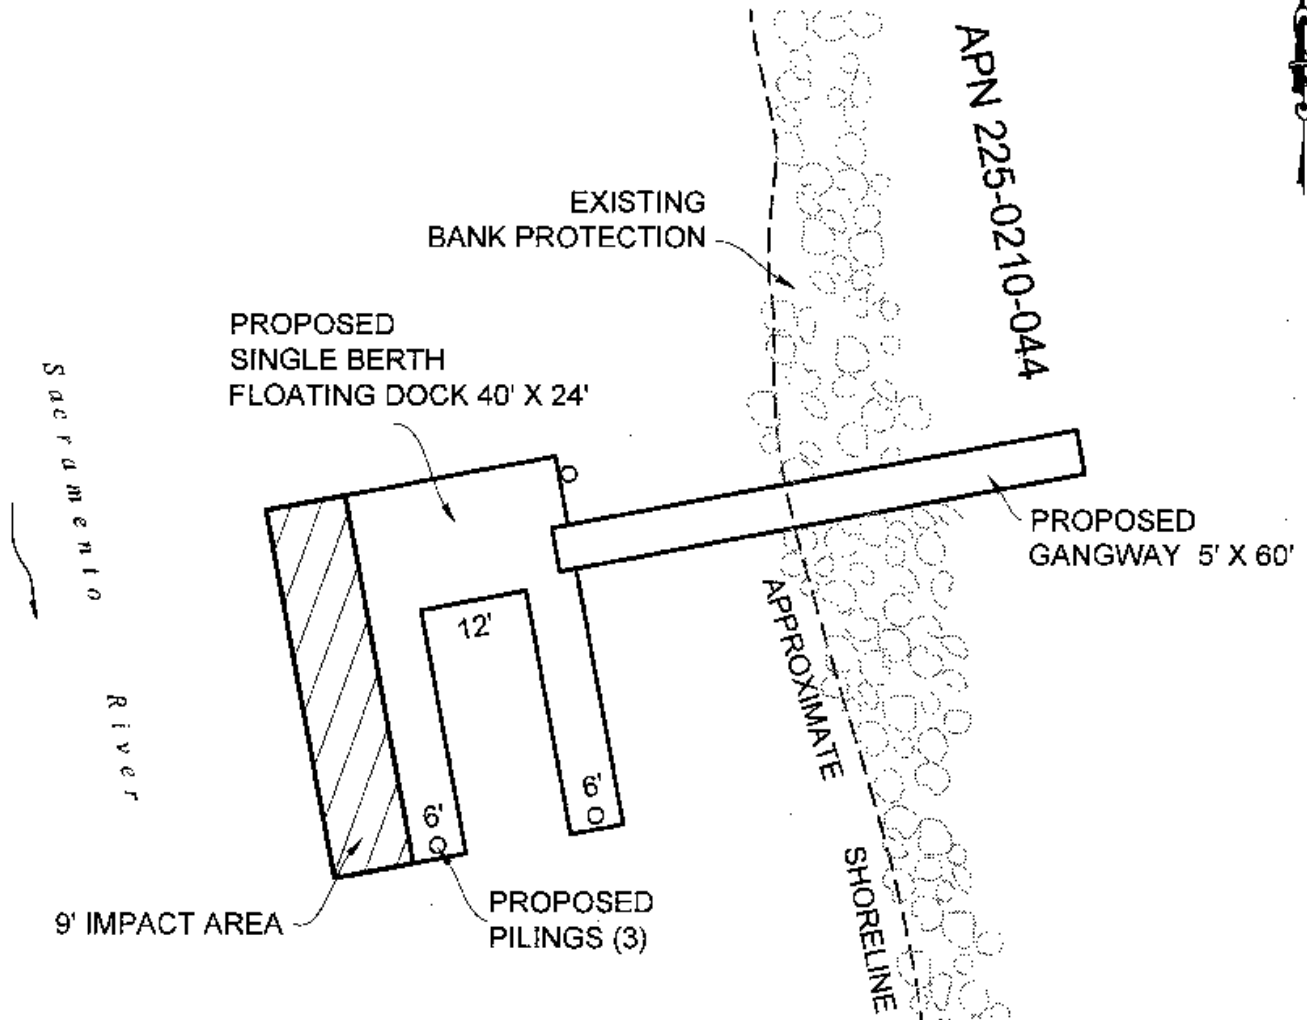 APN 225-0210-044
EXISTING
BANK PROTECTION
PROPOSED
SINGLE BERTH
FLOATING DOCK 40' X 24'
Sacramento
River
PROPOSED
GANGWAY 5' X 60'
12'
6'
6'
APPROXIMATE
SHORELINE
9' IMPACT AREA
PROPOSED
PILINGS (3)